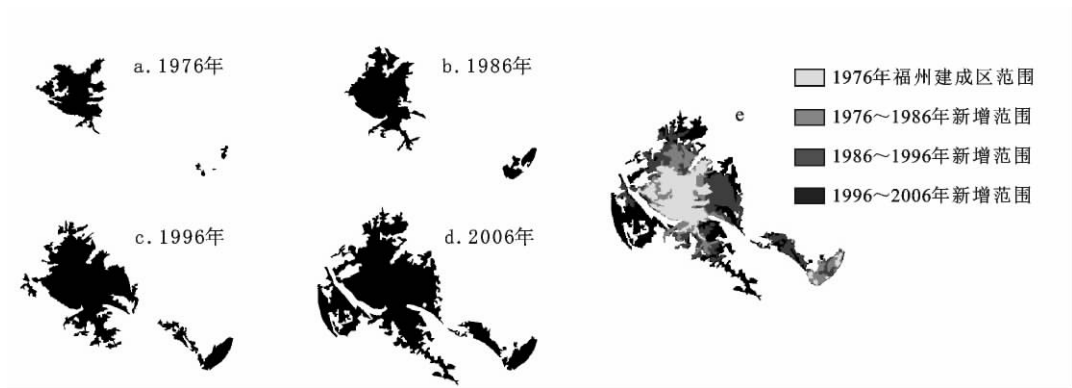 a.1976年
b.1986年
c.1996年
d.2006年
e
1976年福州建成区范围
1976～1986年新增范围
1986～1996年新增范围
1996～2006年新增范围